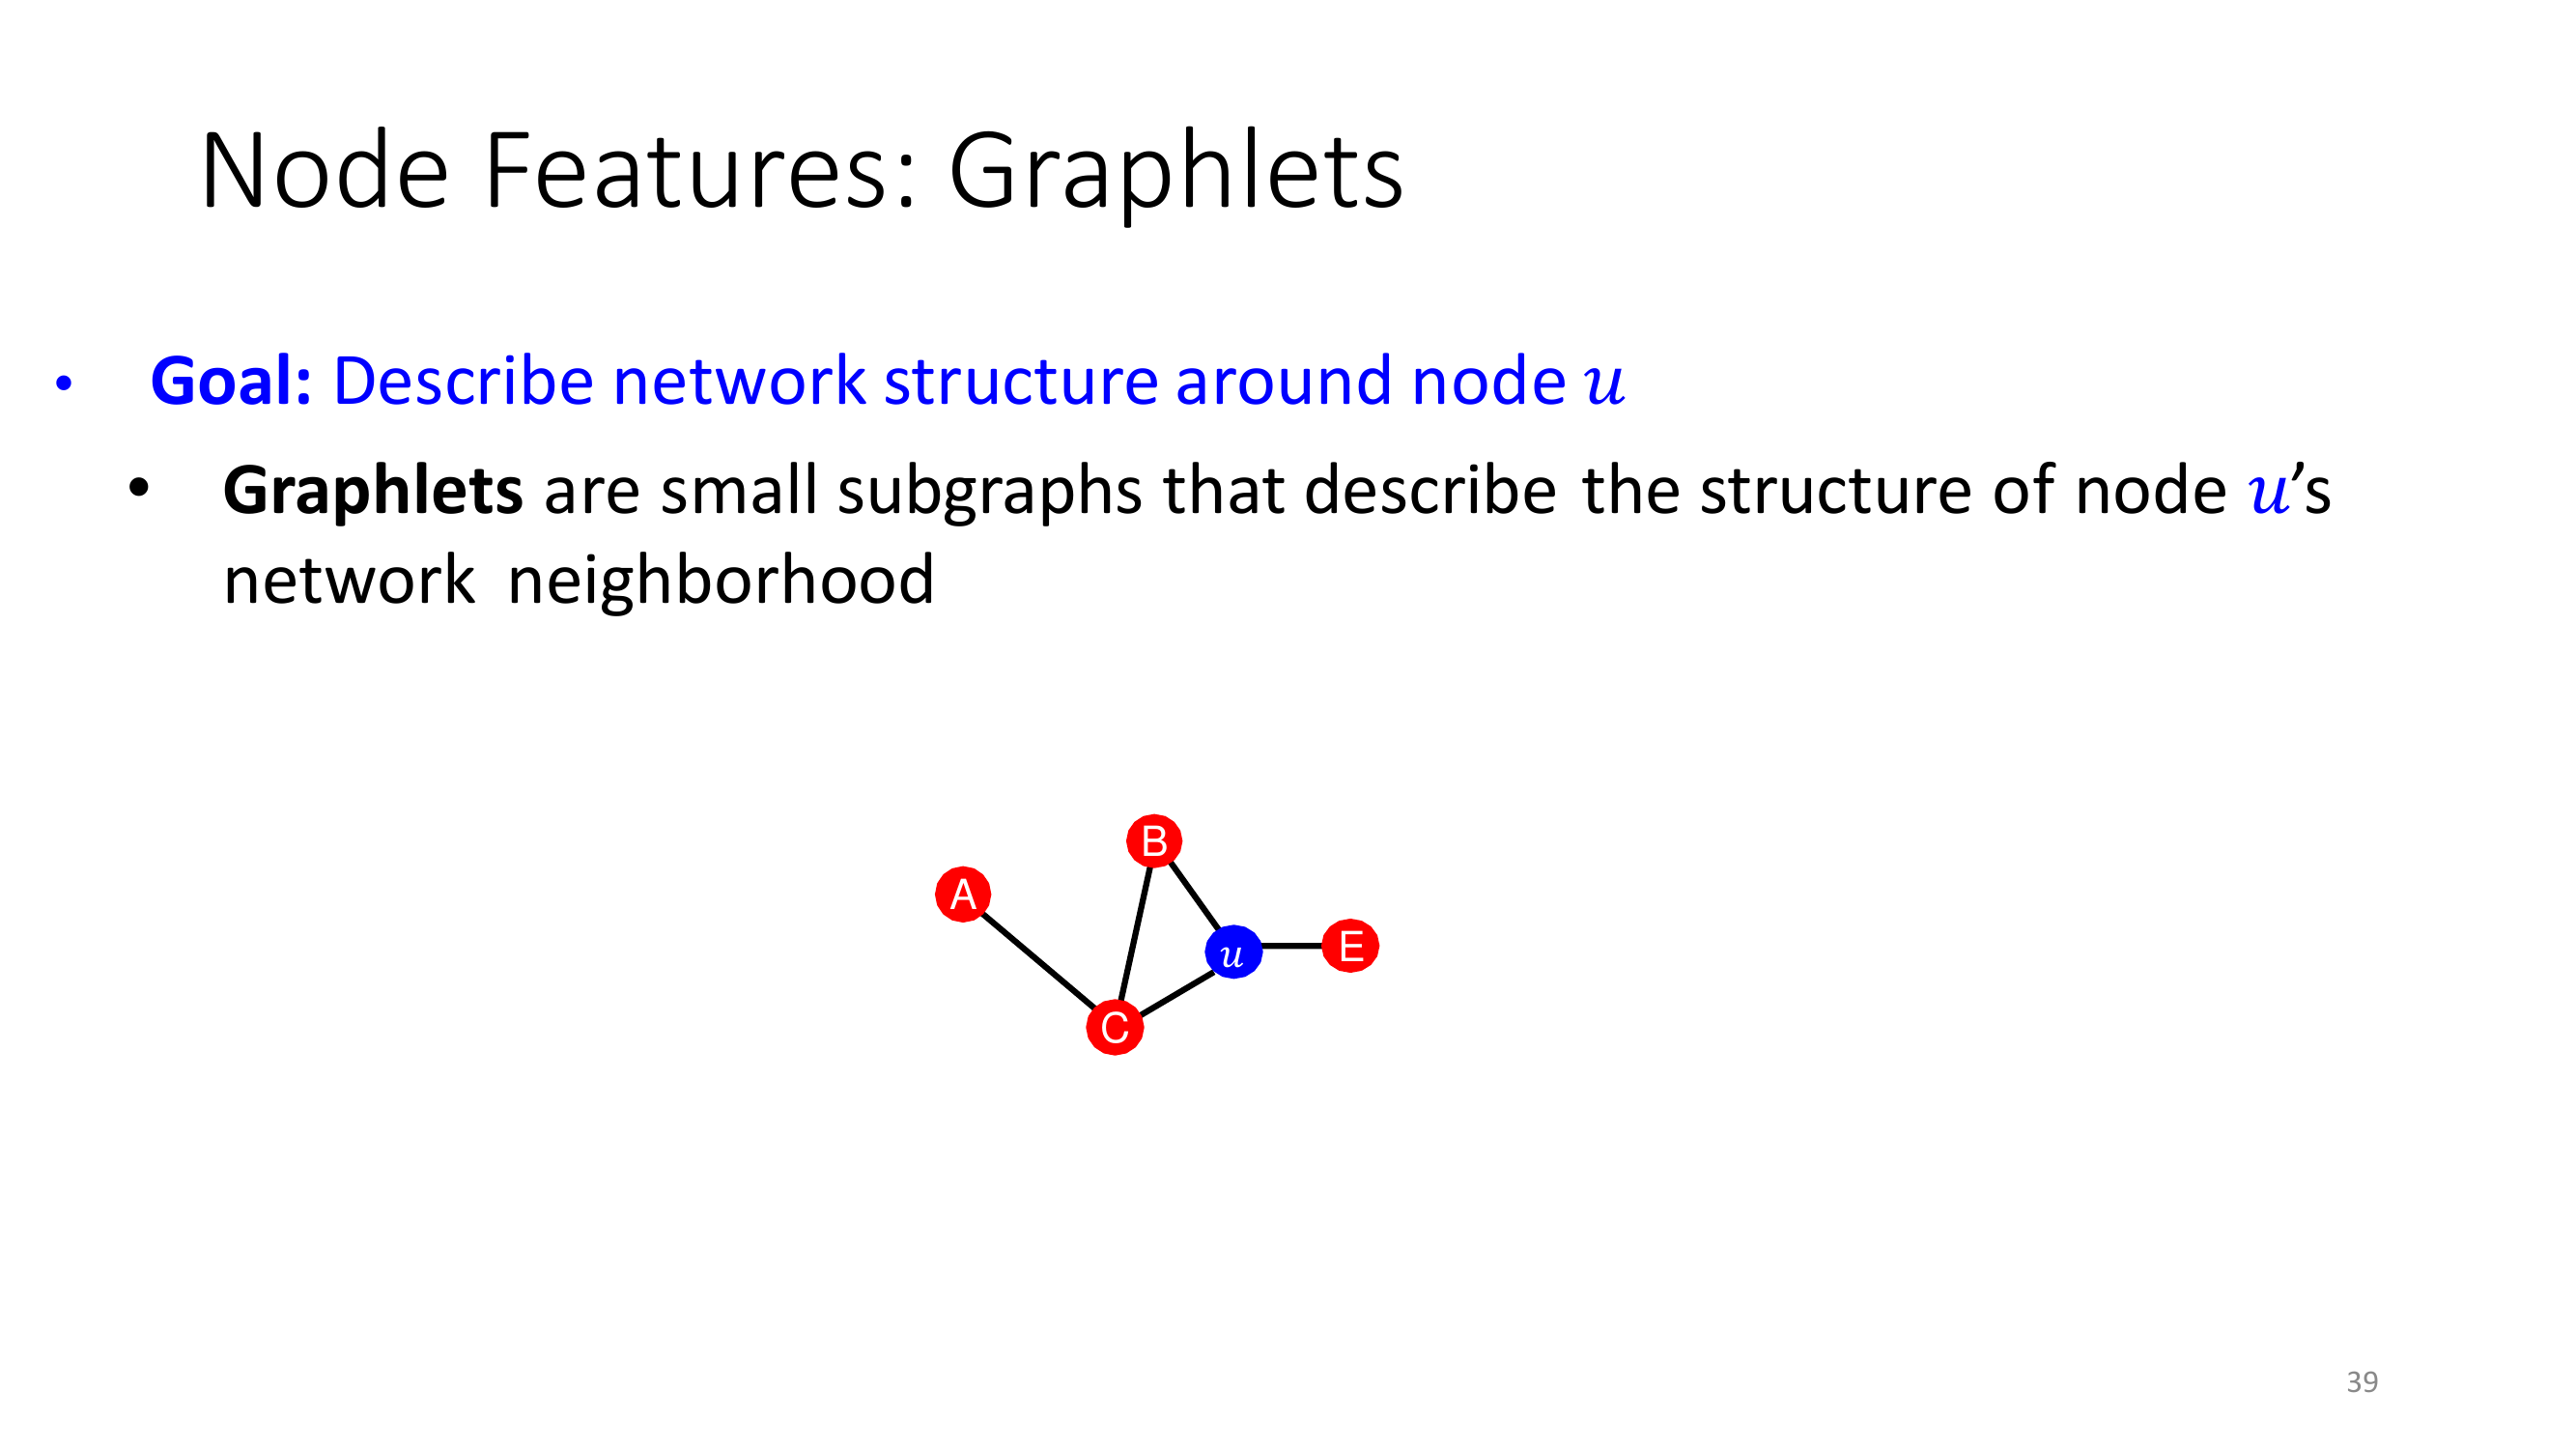 Node Features: Graphlets
• Goal: Describe network structure around node 𝑢
• Graphlets are small subgraphs that describe the structure of node 𝑢’s
network neighborhood
B
A
𝑢
E
C
39